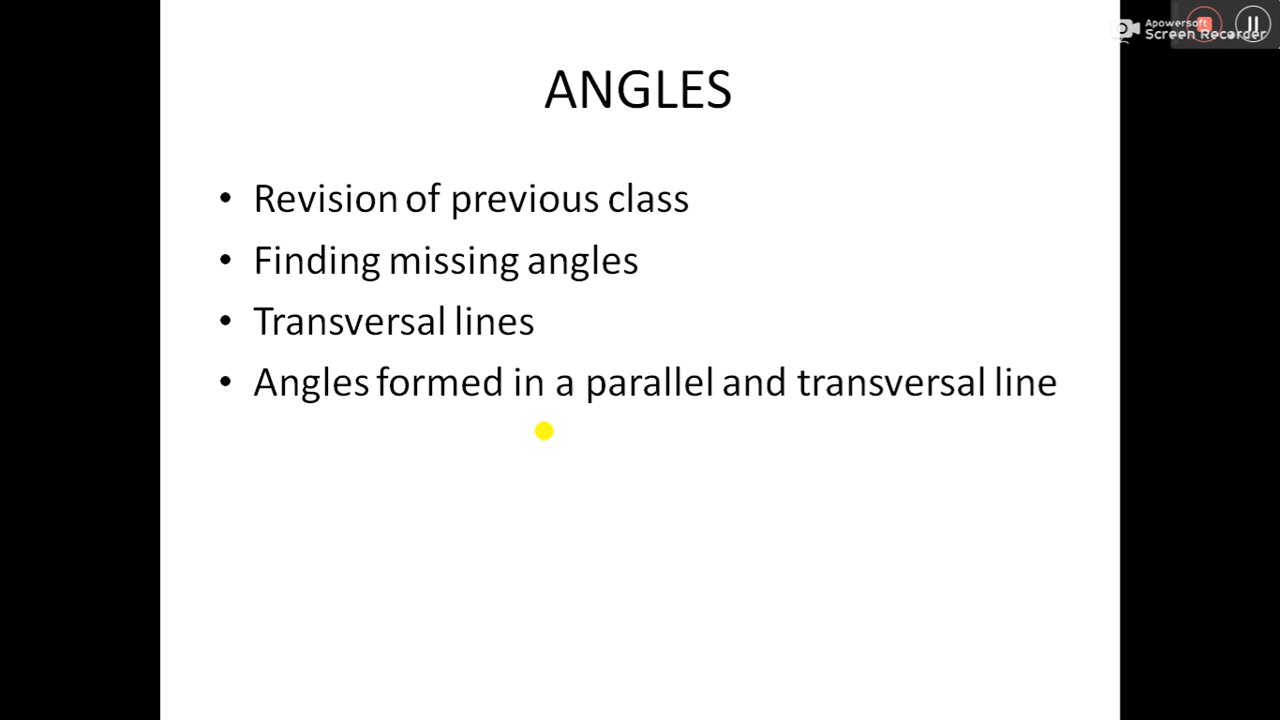 Apowersoft
Screen Recorder
ANGLES
• Revision of previous class
• Finding missing angles
• Transversal lines
• Angles formed in a parallel and transversal line